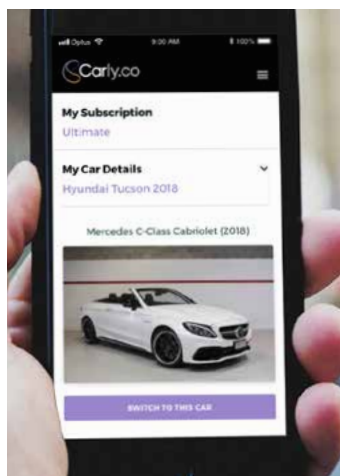 Optus 9:00 AM 100%
Carly.co
My Subscription
Ultimate
My Car Details
Hyundai Tucson 2018
Mercedes C-Class Cabriolet (2018)
SWITCH TO THIS CAR